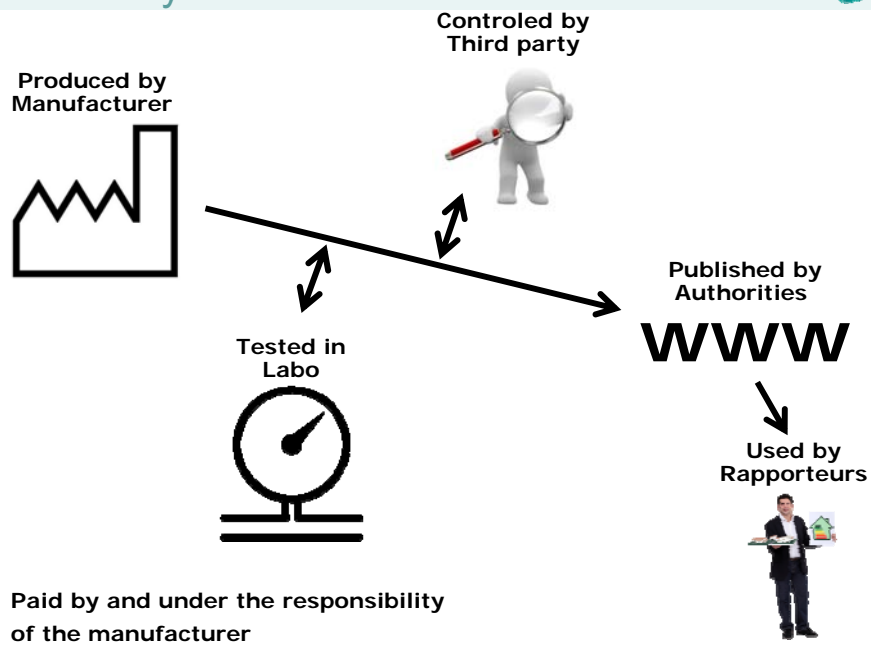 Controled by
Third party
Produced by
Manufacturer
Published by
Authorities
WWW
Tested in
Labo
Used by
Rapporteurs
Paid by and under the responsibility
of the manufacturer